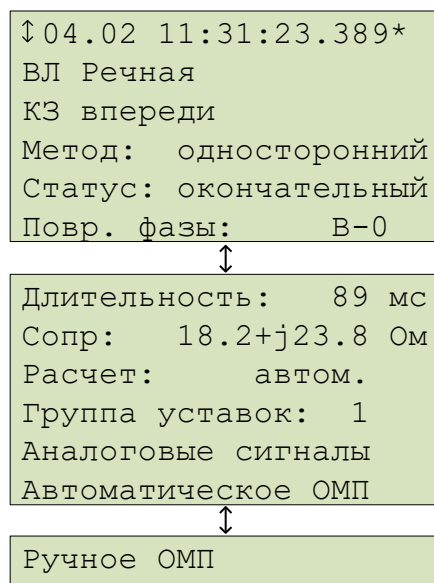 ↕04.02 11:31:23.389*
ВЛ Речная
КЗ впереди
Метод: односторонний
Статус: окончательный
Повр. фазы: В-0
↕
Длительность: 89 мс
Сопр: 18.2+j23.8 Ом
Расчет: автом.
Группа уставок: 1
Аналоговые сигналы
Автоматическое ОМП
↕
Ручное ОМП